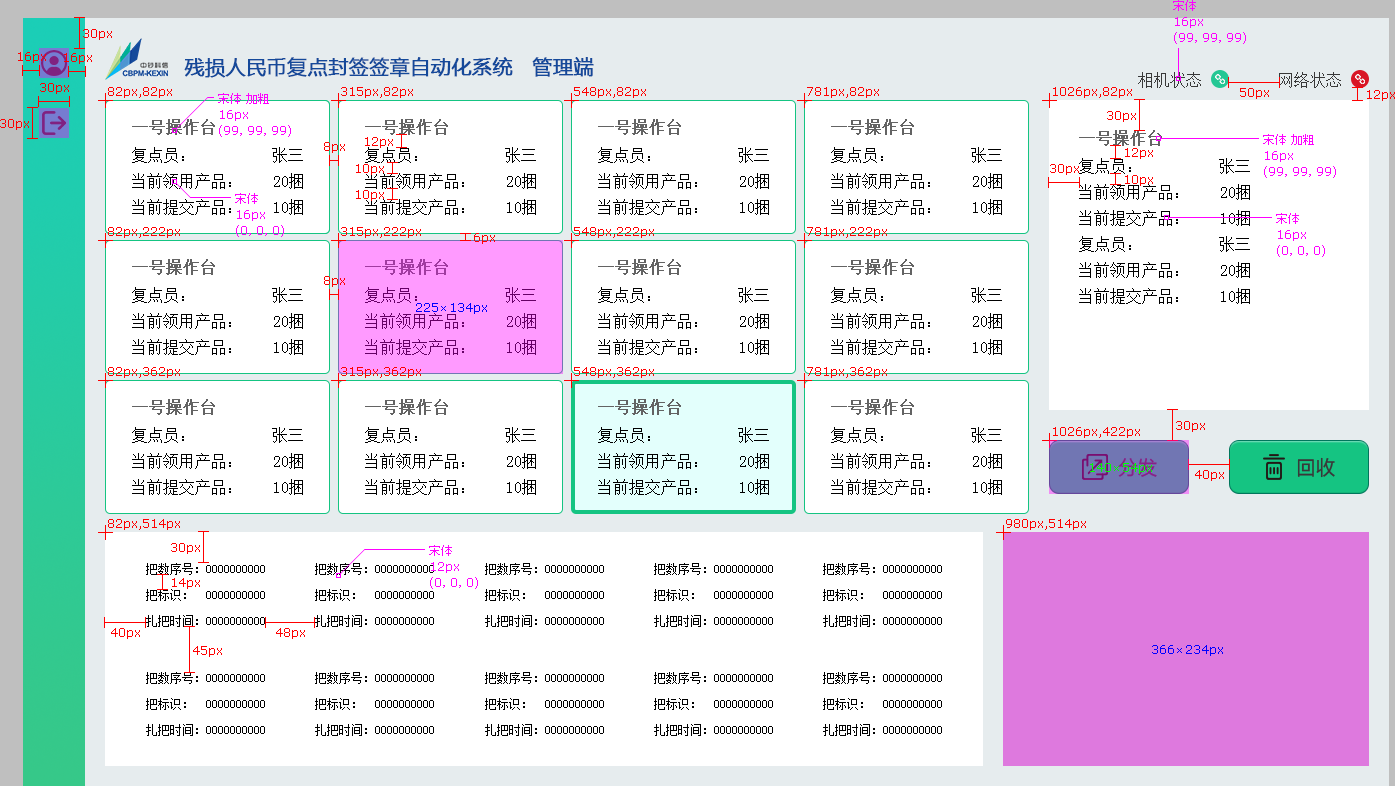 宋体
16px
(99, 99, 99)
30px
16px
16px
30px
30px
中钞科信
CBPM-KEXIN
残损人民币复点封签签章自动化系统 管理端
相机状态 50px 网络状态 12px
82px,82px
宋体 加粗
16px
(99, 99, 99)
一号操作台
复点员： 张三
当前领用产品： 20捆
当前提交产品： 10捆
宋体
16px
(0, 0, 0)
8px
315px,82px
一号操作台
12px
复点员： 张三
10px
当前领用产品： 20捆
10px
当前提交产品： 10捆
548px,82px
一号操作台
复点员： 张三
当前领用产品： 20捆
当前提交产品： 10捆
781px,82px
一号操作台
复点员： 张三
当前领用产品： 20捆
当前提交产品： 10捆
1026px,82px
30px
一号操作台
宋体 加粗
16px
(99, 99, 99)
12px
30px
复点员： 张三
10px
当前领用产品： 20捆
当前提交产品： 10捆
宋体
16px
(0, 0, 0)
复点员： 张三
当前领用产品： 20捆
当前提交产品： 10捆
82px,222px
一号操作台
复点员： 张三
当前领用产品： 20捆
当前提交产品： 10捆
8px
315px,222px
6px
一号操作台
复点员： 张三
225×134px
当前领用产品： 20捆
当前提交产品： 10捆
548px,222px
一号操作台
复点员： 张三
当前领用产品： 20捆
当前提交产品： 10捆
781px,222px
一号操作台
复点员： 张三
当前领用产品： 20捆
当前提交产品： 10捆
82px,362px
一号操作台
复点员： 张三
当前领用产品： 20捆
当前提交产品： 10捆
315px,362px
一号操作台
复点员： 张三
当前领用产品： 20捆
当前提交产品： 10捆
548px,362px
一号操作台
复点员： 张三
当前领用产品： 20捆
当前提交产品： 10捆
781px,362px
一号操作台
复点员： 张三
当前领用产品： 20捆
当前提交产品： 10捆
30px
1026px,422px
分发
140×54px
40px
回收
82px,514px
30px
宋体
12px
(0, 0, 0)
把数序号：0000000000 把数序号：0000000000 把数序号：0000000000 把数序号：0000000000 把数序号：0000000000
14px
把标识： 0000000000 把标识： 0000000000 把标识： 0000000000 把标识： 0000000000 把标识： 0000000000
扎把时间：0000000000 扎把时间：0000000000 扎把时间：0000000000 扎把时间：0000000000 扎把时间：0000000000
40px
48px
45px
把数序号：0000000000 把数序号：0000000000 把数序号：0000000000 把数序号：0000000000 把数序号：0000000000
把标识： 0000000000 把标识： 0000000000 把标识： 0000000000 把标识： 0000000000 把标识： 0000000000
扎把时间：0000000000 扎把时间：0000000000 扎把时间：0000000000 扎把时间：0000000000 扎把时间：0000000000
980px,514px
366×234px